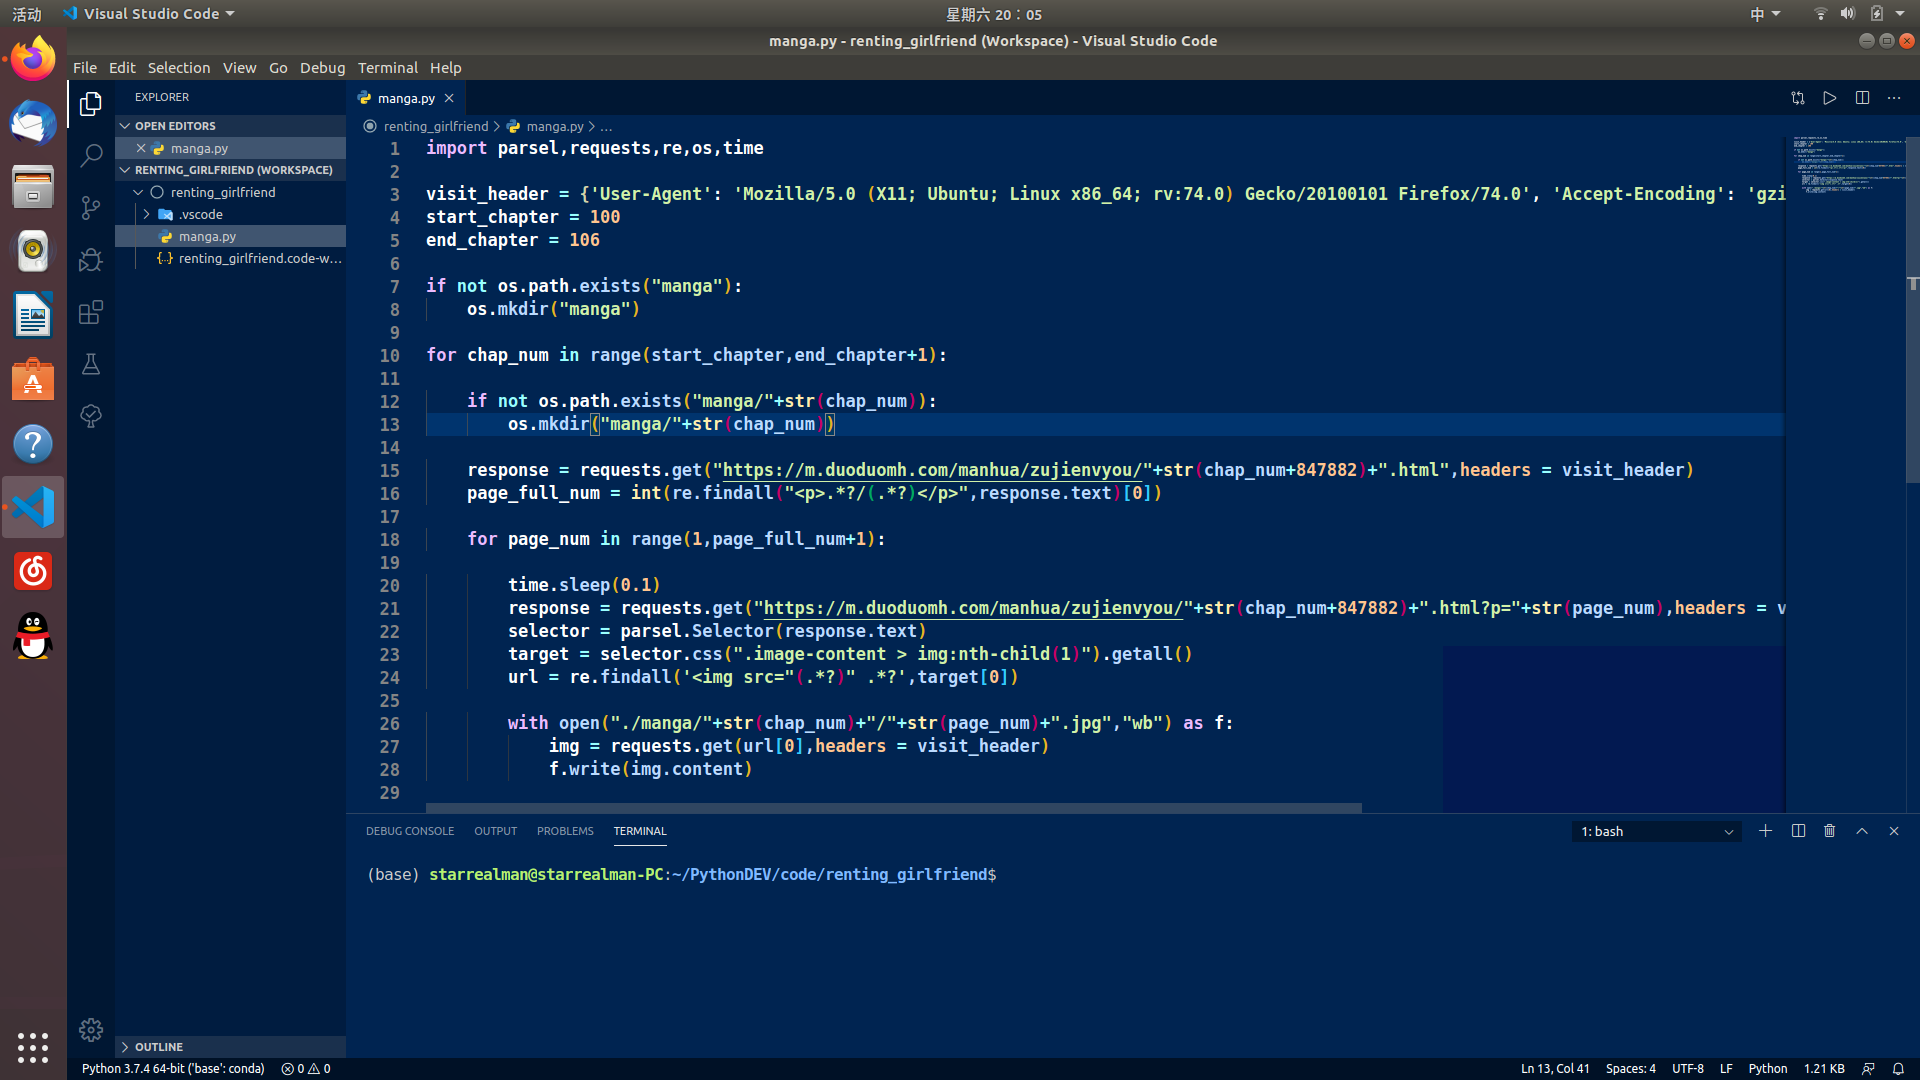 活动
Visual Studio Code
星期六 20：05
中
manga.py - renting_girlfriend (Workspace) - Visual Studio Code
File Edit Selection View Go Debug Terminal Help
EXPLORER
OPEN EDITORS
manga.py
RENTING_GIRLFRIEND (WORKSPACE)
renting_girlfriend
.vscode
manga.py
renting_girlfriend.code-w...
OUTLINE
manga.py
renting_girlfriend > manga.py > ...
1 import parsel,requests,re,os,time
2
3 visit_header = {'User-Agent': 'Mozilla/5.0 (X11; Ubuntu; Linux x86_64; rv:74.0) Gecko/20100101 Firefox/74.0', 'Accept-Encoding': 'gzi
4 start_chapter = 100
5 end_chapter = 106
6
7 if not os.path.exists("manga"):
8     os.mkdir("manga")
9
10 for chap_num in range(start_chapter,end_chapter+1):
11
12     if not os.path.exists("manga/"+str(chap_num)):
13         os.mkdir("manga/"+str(chap_num))
14
15     response = requests.get("https://m.duoduomh.com/manhua/zujienvyou/"+str(chap_num+847882)+".html",headers = visit_header)
16     page_full_num = int(re.findall("<p>.*?/(.*?)</p>",response.text)[0])
17
18     for page_num in range(1,page_full_num+1):
19
20         time.sleep(0.1)
21         response = requests.get("https://m.duoduomh.com/manhua/zujienvyou/"+str(chap_num+847882)+".html?p="+str(page_num),headers = v
22         selector = parsel.Selector(response.text)
23         target = selector.css(".image-content > img:nth-child(1)").getall()
24         url = re.findall('<img src="(.*?)" .*?',target[0])
25
26         with open("./manga/"+str(chap_num)+"/"+str(page_num)+".jpg","wb") as f:
27             img = requests.get(url[0],headers = visit_header)
28             f.write(img.content)
29
DEBUG CONSOLE OUTPUT PROBLEMS TERMINAL
1: bash
(base) starrealman@starrealman-PC:~/PythonDEV/code/renting_girlfriend$
Python 3.7.4 64-bit ('base': conda) 0 0
Ln 13, Col 41 Spaces: 4 UTF-8 LF Python 1.21 KB